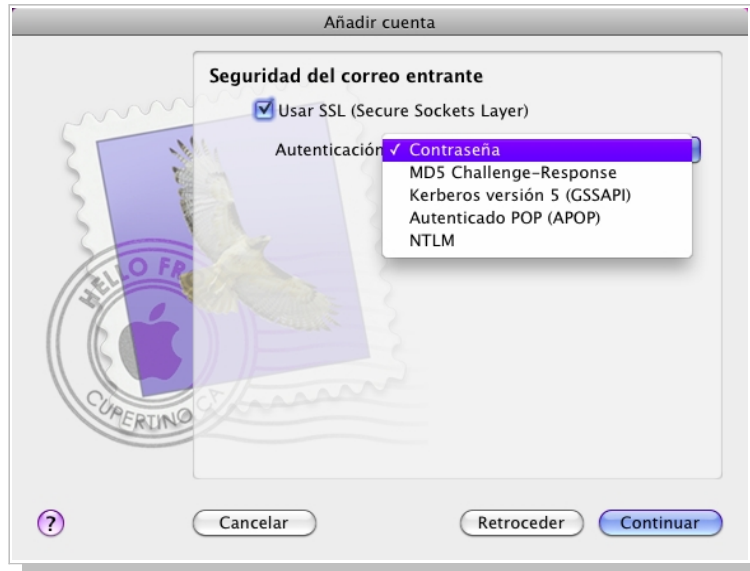 Añadir cuenta
Seguridad del correo entrante
Usar SSL (Secure Sockets Layer)
Autenticación
✓ Contraseña
MD5 Challenge-Response
Kerberos versión 5 (GSSAPI)
Autenticado POP (APOP)
NTLM
HELLO FR
CUPERTINO CA
?
Cancelar
Retroceder
Continuar